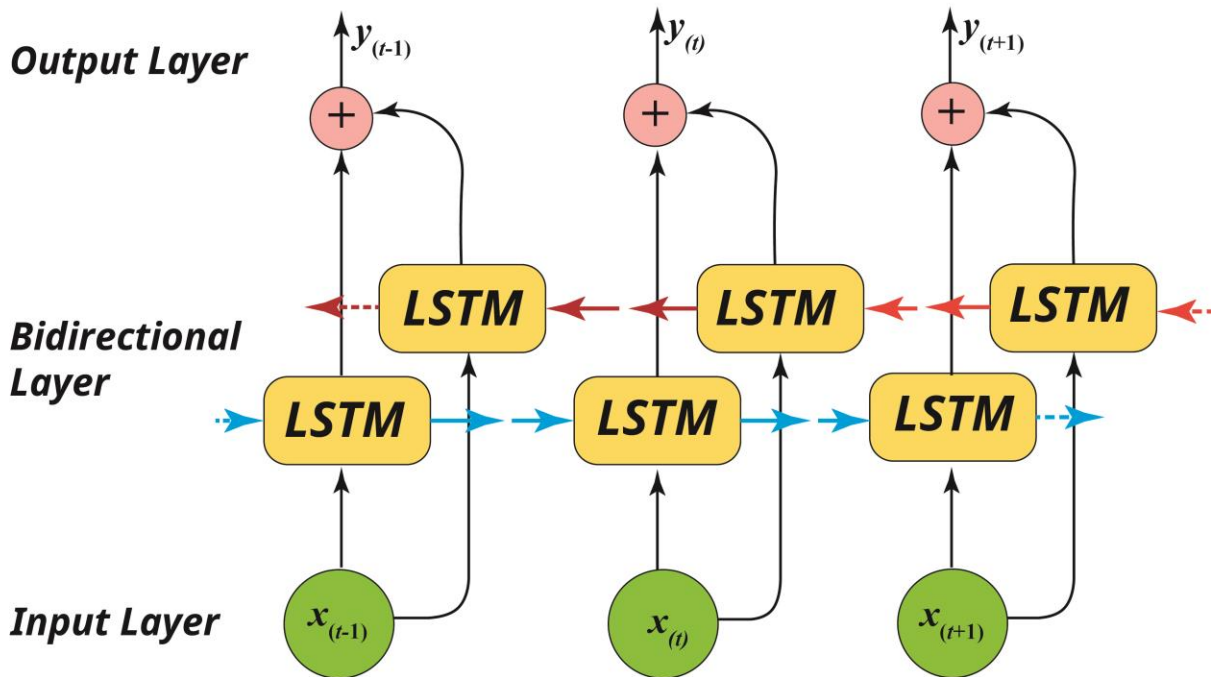 Output Layer
y(t-1)
y(t)
y(t+1)
+
+
+
LSTM
LSTM
LSTM
Bidirectional
Layer
LSTM
LSTM
LSTM
Input Layer
x(t-1)
x(t)
x(t+1)